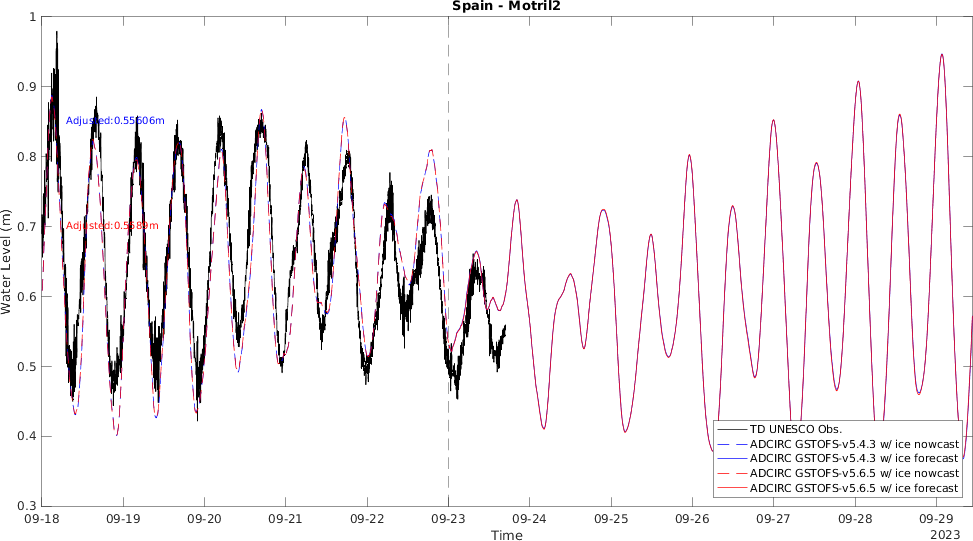 Spain - Motril2
1
0.9
0.8
0.7
0.6
0.5
0.4
0.3
Water Level (m)
Adjusted:0.55606m
Adjusted:0.5589m
TD UNESCO Obs.
ADCIRC GSTOFS-v5.4.3 w/ ice nowcast
ADCIRC GSTOFS-v5.4.3 w/ ice forecast
ADCIRC GSTOFS-v5.6.5 w/ ice nowcast
ADCIRC GSTOFS-v5.6.5 w/ ice forecast
09-18 09-19 09-20 09-21 09-22 09-23 09-24 09-25 09-26 09-27 09-28 09-29
Time
2023